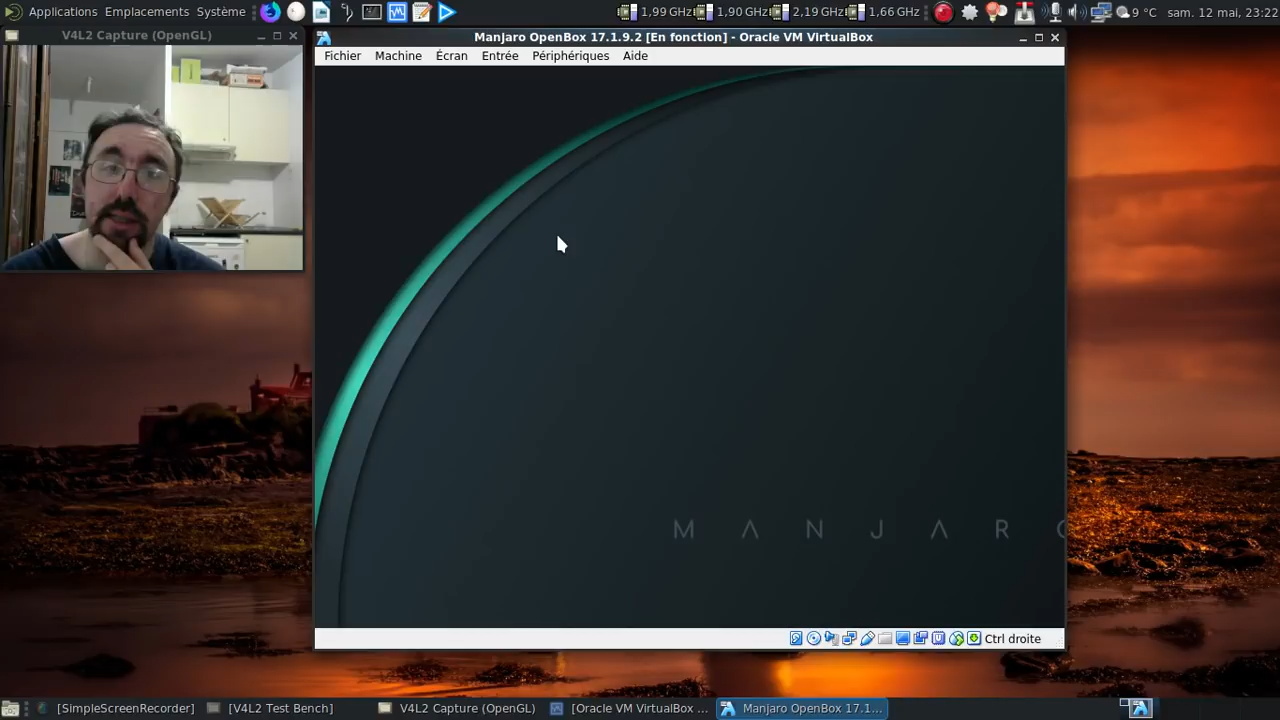 Applications Emplacements Système 1,99 GHz 1,90 GHz 2,19 GHz 1,66 GHz 9 °C sam. 12 mai, 23:22
V4L2 Capture (OpenGL)
Manjaro OpenBox 17.1.9.2 [En fonction] - Oracle VM VirtualBox
Fichier Machine Écran Entrée Périphériques Aide
MANJARO
Ctrl droite
[SimpleScreenRecorder] [V4L2 Test Bench] V4L2 Capture (OpenGL) [Oracle VM VirtualBox ... Manjaro OpenBox 17.1...